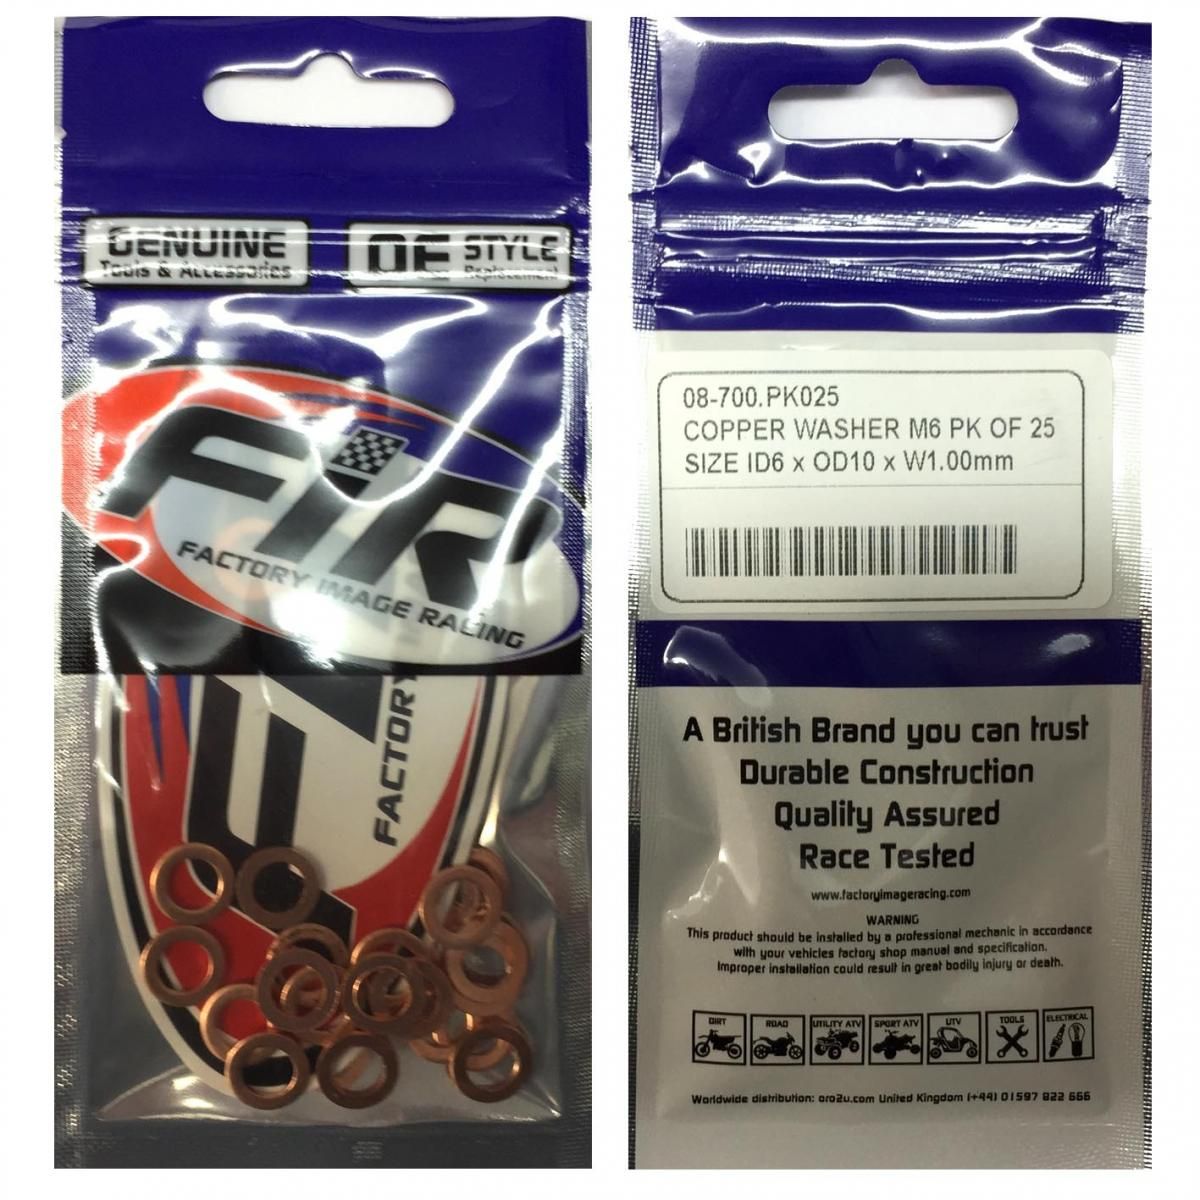 GENUINE
Tools & Accessories
OE STYLE
Replacement
FiR
FACTORY IMAGE RACING
FACTORY
08-700.PK025
COPPER WASHER M6 PK OF 25
SIZE ID6 x OD10 x W1.00mm
A British Brand you can trust
Durable Construction
Quality Assured
Race Tested
www.factoryimageracing.com
WARNING
This product should be installed by a professional mechanic in accordance
with your vehicles factory shop manual and specification.
Improper installation could result in great bodily injury or death.
DIRT ROAD UTILITY ATV SPORT ATV UTV TOOLS ELECTRICAL
Worldwide distribution: oro2u.com United Kingdom (+44) 01597 822 666